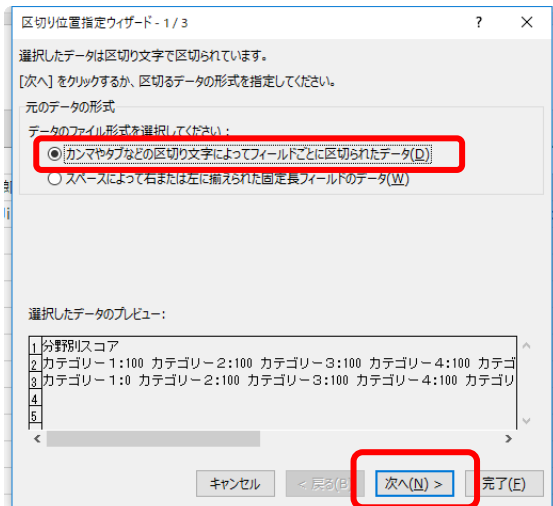 区切り位置指定ウィザード - 1 / 3 ? ×
選択したデータは区切り文字で区切られています。
[次へ] をクリックするか、区切るデータの形式を指定してください。
元のデータの形式
データのファイル形式を選択してください：
カンマやタブなどの区切り文字によってフィールドごとに区切られたデータ(D)
スペースによって右または左に揃えられた固定長フィールドのデータ(W)
選択したデータのプレビュー：
1 分野別スコア
2 カテゴリー１:100 カテゴリー２:100 カテゴリー３:100 カテゴリー４:100 カテゴ
3 カテゴリー１:0 カテゴリー２:100 カテゴリー３:100 カテゴリー４:100 カテゴリ
4
5
キャンセル < 戻る(B 次へ(N) > 完了(F)